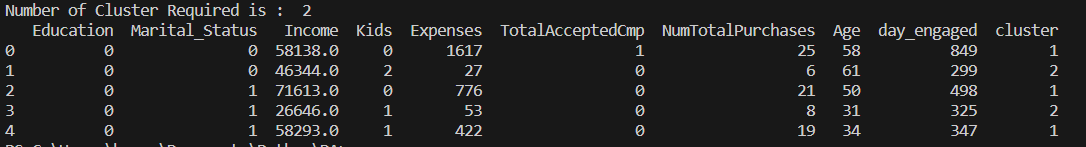 Number of Cluster Required is :  2
   Education  Marital_Status   Income  Kids  Expenses  TotalAcceptedCmp  NumTotalPurchases  Age  day_engaged  cluster
0          0               0  58138.0     0      1617                 1                 25   58          849        1
1          0               0  46344.0     2        27                 0                  6   61          299        2
2          0               1  71613.0     0       776                 0                 21   50          498        1
3          0               1  26646.0     1        53                 0                  8   31          325        2
4          0               1  58293.0     1       422                 0                 19   34          347        1